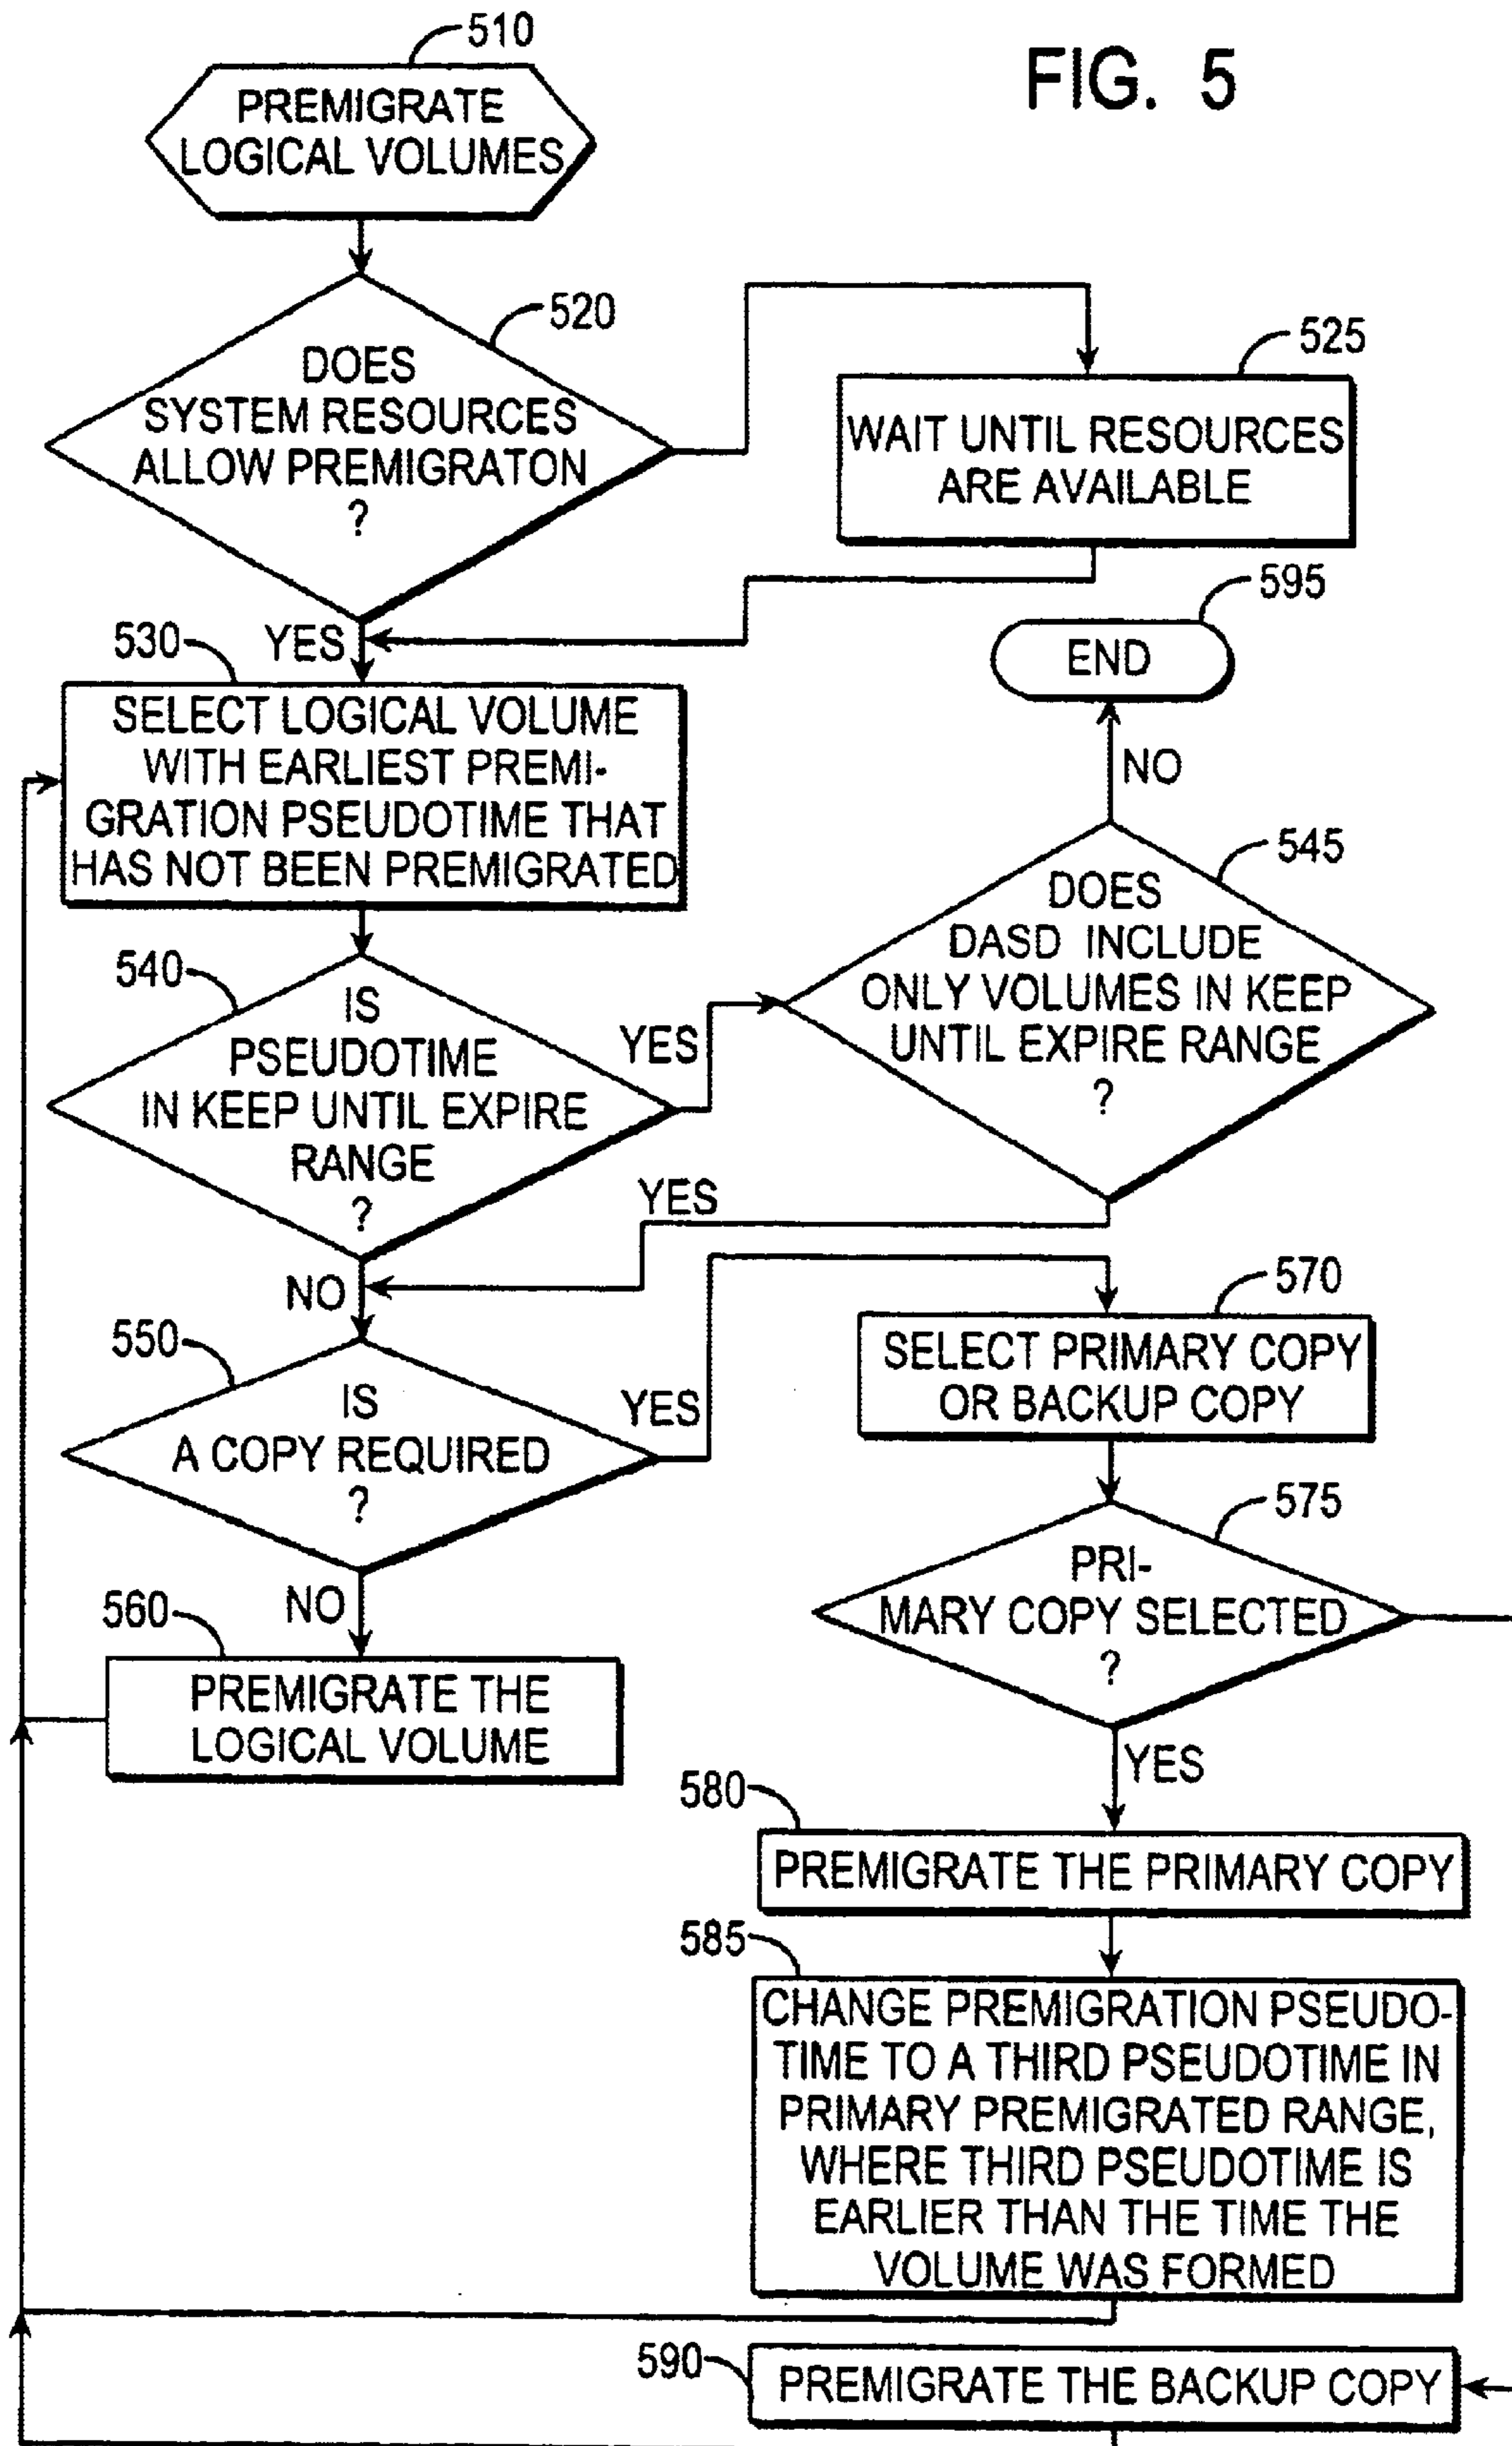 FIG. 5
510
PREMIGRATE
LOGICAL VOLUMES
520
DOES
SYSTEM RESOURCES
ALLOW PREMIGRATON
?
525
WAIT UNTIL RESOURCES
ARE AVAILABLE
YES
530
SELECT LOGICAL VOLUME
WITH EARLIEST PREMI-
GRATION PSEUDOTIME THAT
HAS NOT BEEN PREMIGRATED
595
END
NO
540
IS
PSEUDOTIME
IN KEEP UNTIL EXPIRE
RANGE
?
YES
545
DOES
DASD INCLUDE
ONLY VOLUMES IN KEEP
UNTIL EXPIRE RANGE
?
YES
NO
550
IS
A COPY REQUIRED
?
YES
570
SELECT PRIMARY COPY
OR BACKUP COPY
NO
560
PREMIGRATE THE
LOGICAL VOLUME
575
PRI-
MARY COPY SELECTED
?
YES
580
PREMIGRATE THE PRIMARY COPY
585
CHANGE PREMIGRATION PSEUDO-
TIME TO A THIRD PSEUDOTIME IN
PRIMARY PREMIGRATED RANGE,
WHERE THIRD PSEUDOTIME IS
EARLIER THAN THE TIME THE
VOLUME WAS FORMED
590
PREMIGRATE THE BACKUP COPY